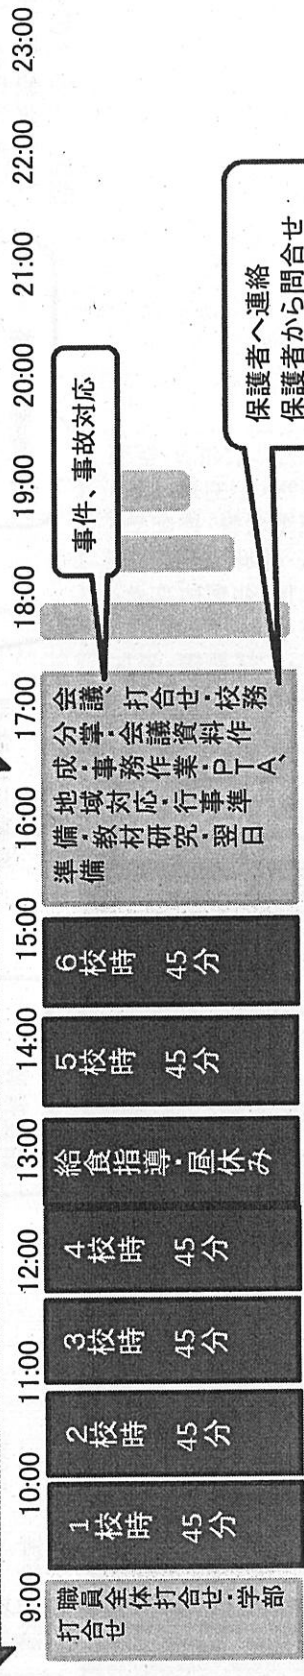 9:00 10:00 11:00 12:00 13:00 14:00 15:00 16:00 17:00 18:00 19:00 20:00 21:00 22:00 23:00
職員全体打合せ・学部
打合せ
1校時 45分
2校時 45分
3校時 45分
4校時 45分
給食指導・昼休み
5校時 45分
6校時 45分
会議、打合せ・校務
分掌・会議資料作
成・事務作業・PTA、
地域対応・行事準
備・教材研究・翌日
準備
事件、事故対応
保護者へ連絡
保護者から問合せ